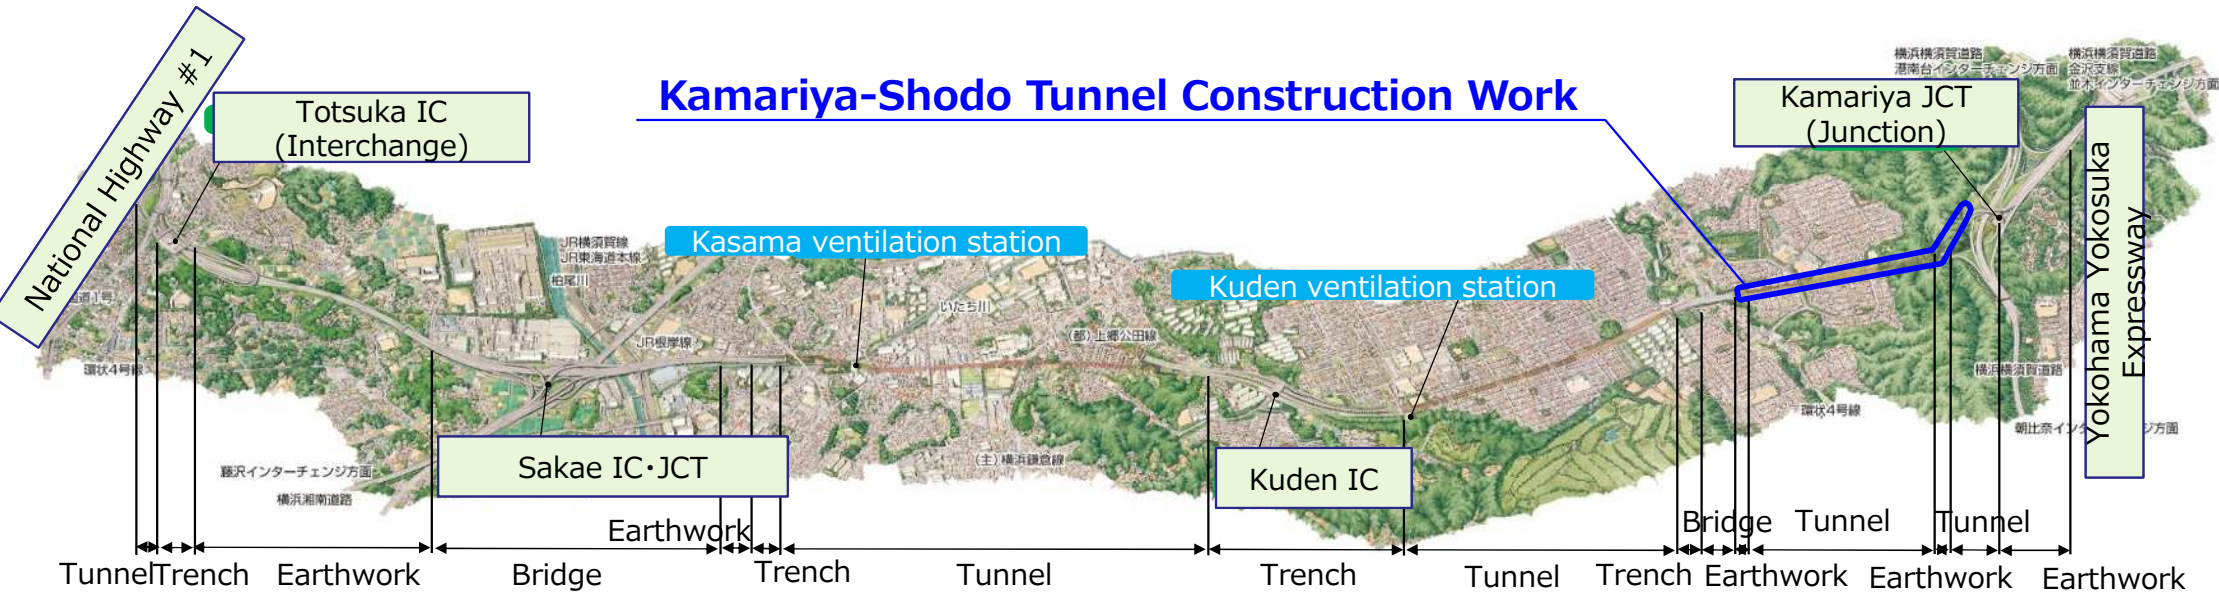 National Highway #1
Totsuka IC
(Interchange)
Kamariya-Shodo Tunnel Construction Work
横浜横須賀道路
港南台インターチェンジ方面
横浜横須賀道路
金沢支線
並木インターチェンジ方面
Kamariya JCT
(Junction)
Yokohama Yokosuka
Expressway
JR横須賀線
JR東海道本線
柏尾川
Kasama ventilation station
Kuden ventilation station
いたち川
道1号
JR根岸線
(都)上郷公田線
環状4号線
横浜横須賀道路
環状4号線
朝比奈イン
ジ方面
藤沢インターチェンジ方面
横浜湘南道路
Sakae IC・JCT
(主)横浜鎌倉線
Kuden IC
Earthwork
Bridge
Tunnel
Tunnel
Tunnel
Trench
Earthwork
Bridge
Trench
Tunnel
Trench
Tunnel
Trench
Earthwork
Earthwork
Earthwork